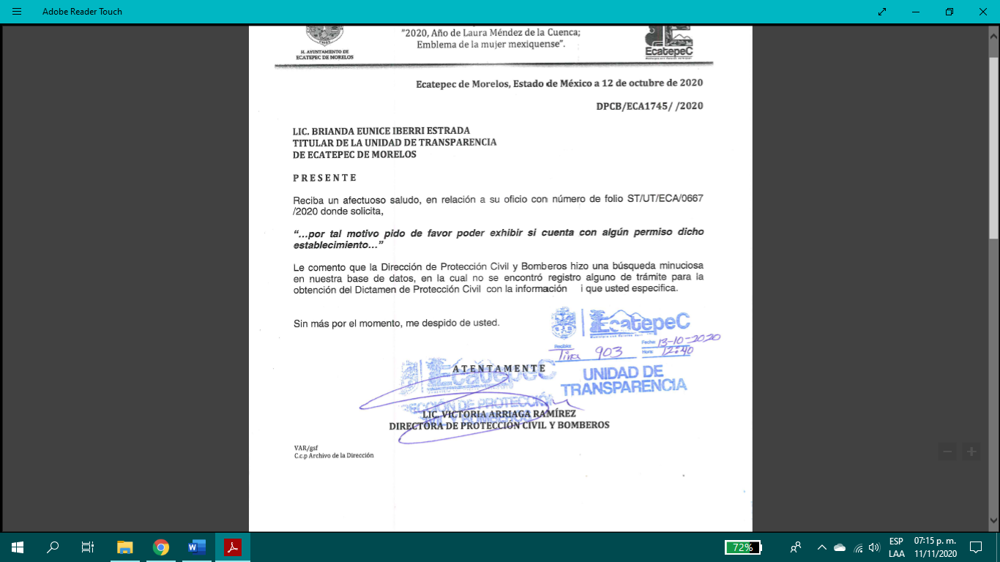 Adobe Reader Touch
"2020, Año de Laura Méndez de la Cuenca;
Emblema de la mujer mexiquense".
H. AYUNTAMIENTO DE
ECATEPEC DE MORELOS
EcatepeC
Ecatepec de Morelos, Estado de México a 12 de octubre de 2020
DPCB/ECA1745/ /2020
LIC. BRIANDA EUNICE IBERRI ESTRADA
TITULAR DE LA UNIDAD DE TRANSPARENCIA
DE ECATEPEC DE MORELOS
P R E S E N T E
Reciba un afectuoso saludo, en relación a su oficio con número de folio ST/UT/ECA/0667
/2020 donde solicita,
"...por tal motivo pido de favor poder exhibir si cuenta con algún permiso dicho
establecimiento..."
Le comento que la Dirección de Protección Civil y Bomberos hizo una búsqueda minuciosa
en nuestra base de datos, en la cual no se encontró registro alguno de trámite para la
obtención del Dictamen de Protección Civil con la información i que usted especifica.
Sin más por el momento, me despido de usted.
EcatepeC
Recibió: Tina 903 Fecha: 13-10-2020
Hora: 12:40
UNIDAD DE
TRANSPARENCIA
EcatepeC
A T E N T A M E N T E
DIRECCIÓN DE PROTECCIÓN
CIVIL Y BOMBEROS
LIC. VICTORIA ARRIAGA RAMÍREZ
DIRECTORA DE PROTECCIÓN CIVIL Y BOMBEROS
VAR/gsf
C.c.p Archivo de la Dirección
72%
ESP
LAA
07:15 p. m.
11/11/2020